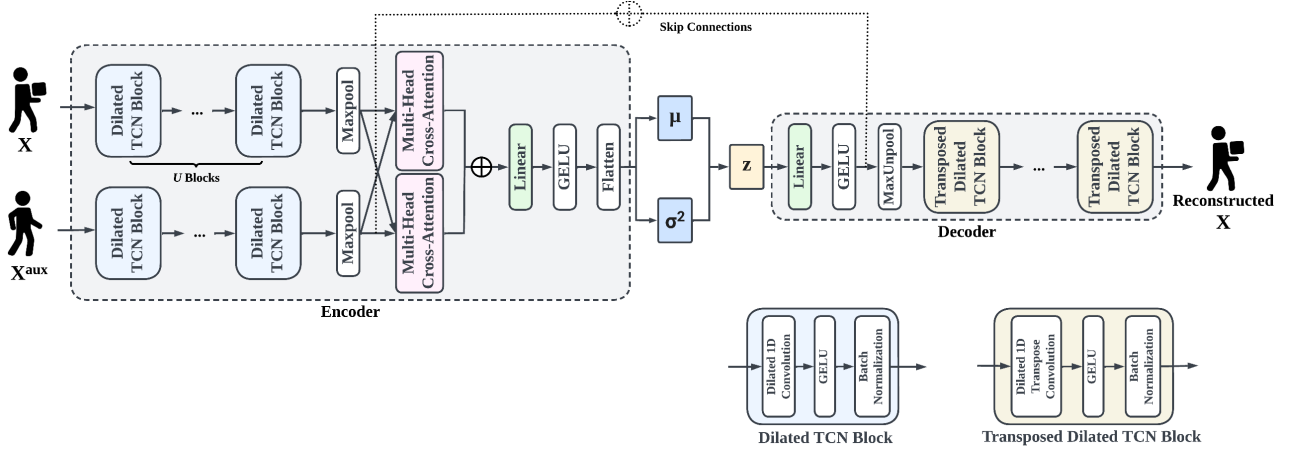 Skip Connections
X
Dilated
TCN Block
...
Dilated
TCN Block
Maxpool
Multi-Head
Cross-Attention
U Blocks
Xaux
Dilated
TCN Block
...
Dilated
TCN Block
Maxpool
Multi-Head
Cross-Attention
Linear
GELU
Flatten
Encoder
μ
σ²
z
Linear
GELU
MaxUnpool
Transposed
Dilated
TCN Block
...
Transposed
Dilated
TCN Block
Decoder
Reconstructed
X
Dilated 1D
Convolution
GELU
Batch
Normalization
Dilated TCN Block
Dilated 1D
Transpose
Convolution
GELU
Batch
Normalization
Transposed Dilated TCN Block